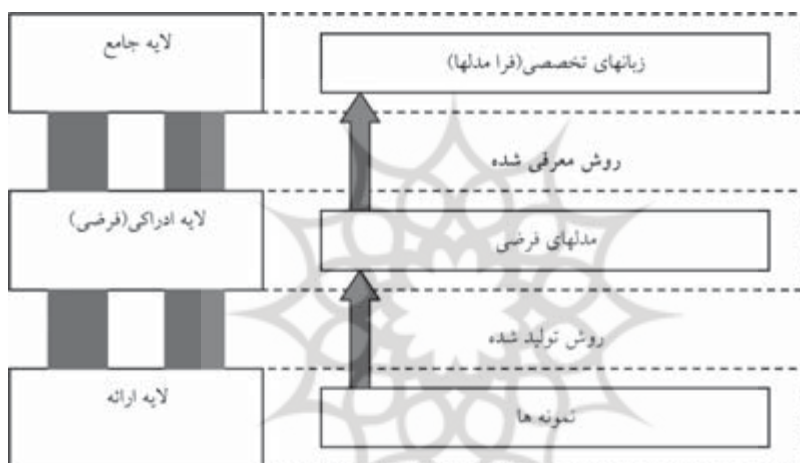 لایه جامع
زبانهای تخصصی(فرا مدلها)
روش معرفی شده
لایه ادراکی(فرضی)
مدلهای فرضی
روش تولید شده
لایه ارائه
نمونه ها